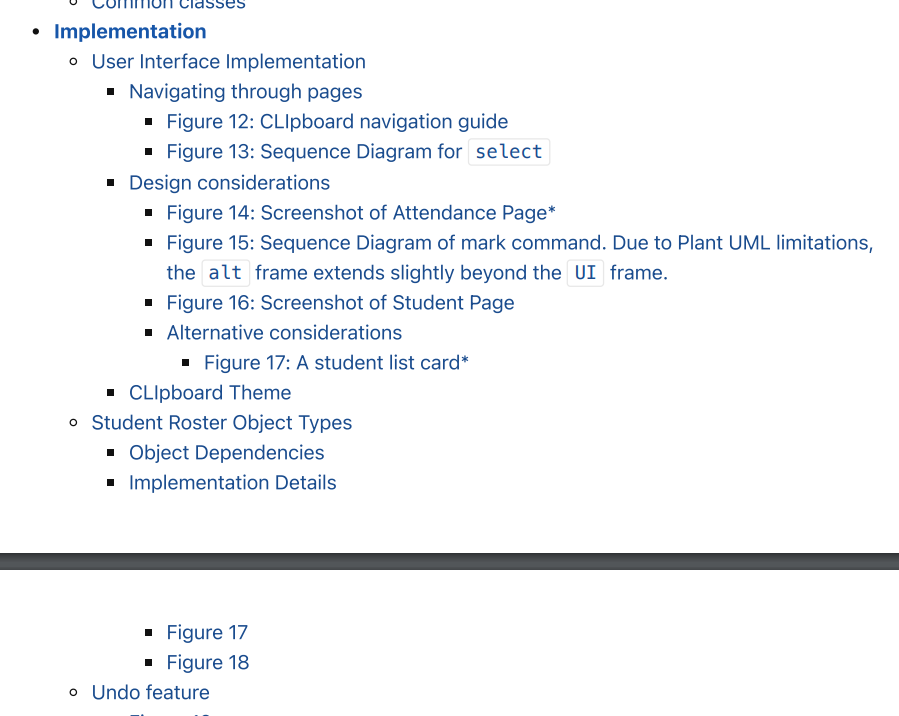 Common classes
Implementation
User Interface Implementation
Navigating through pages
Figure 12: CLIpboard navigation guide
Figure 13: Sequence Diagram for select
Design considerations
Figure 14: Screenshot of Attendance Page*
Figure 15: Sequence Diagram of mark command. Due to Plant UML limitations,
the alt frame extends slightly beyond the UI frame.
Figure 16: Screenshot of Student Page
Alternative considerations
Figure 17: A student list card*
CLIpboard Theme
Student Roster Object Types
Object Dependencies
Implementation Details
Figure 17
Figure 18
Undo feature